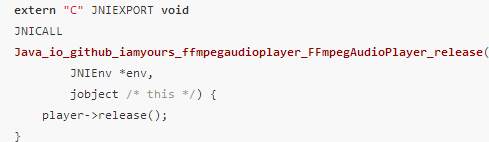 extern "C" JNIEXPORT void
JNICALL
Java_io_github_iamyours_ffmpegaudioplayer_FFmpegAudioPlayer_release(
        JNIEnv *env,
        jobject /* this */) {
    player->release();
}